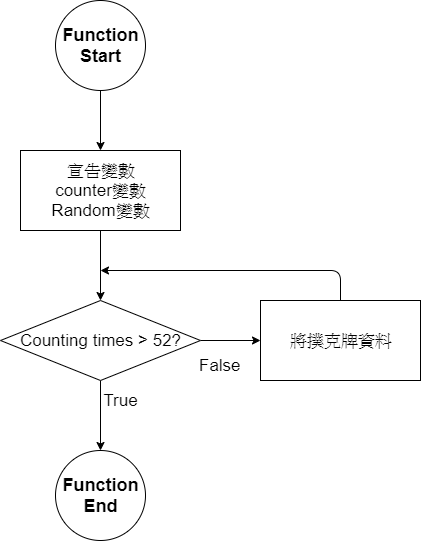 Function
Start
宣告變數
counter變數
Random變數
Counting times > 52?
False
將撲克牌資料
True
Function
End